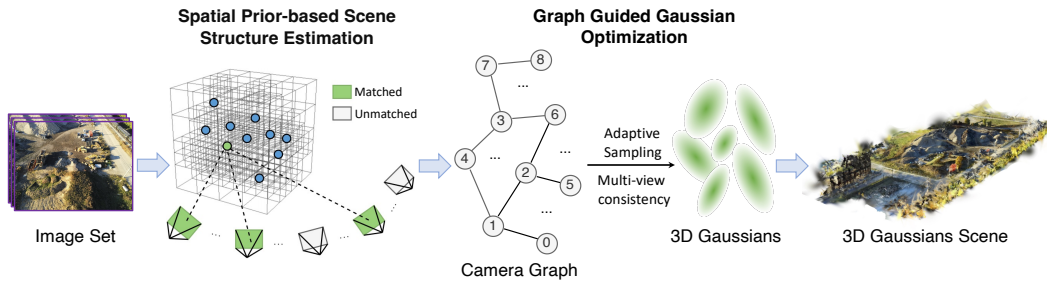 Spatial Prior-based Scene
Structure Estimation
Graph Guided Gaussian
Optimization
Matched
Unmatched
7
8
...
3
6
4
...
...
2
5
...
1
0
Adaptive
Sampling
Multi-view
consistency
...
...
...
Image Set
Camera Graph
3D Gaussians
3D Gaussians Scene